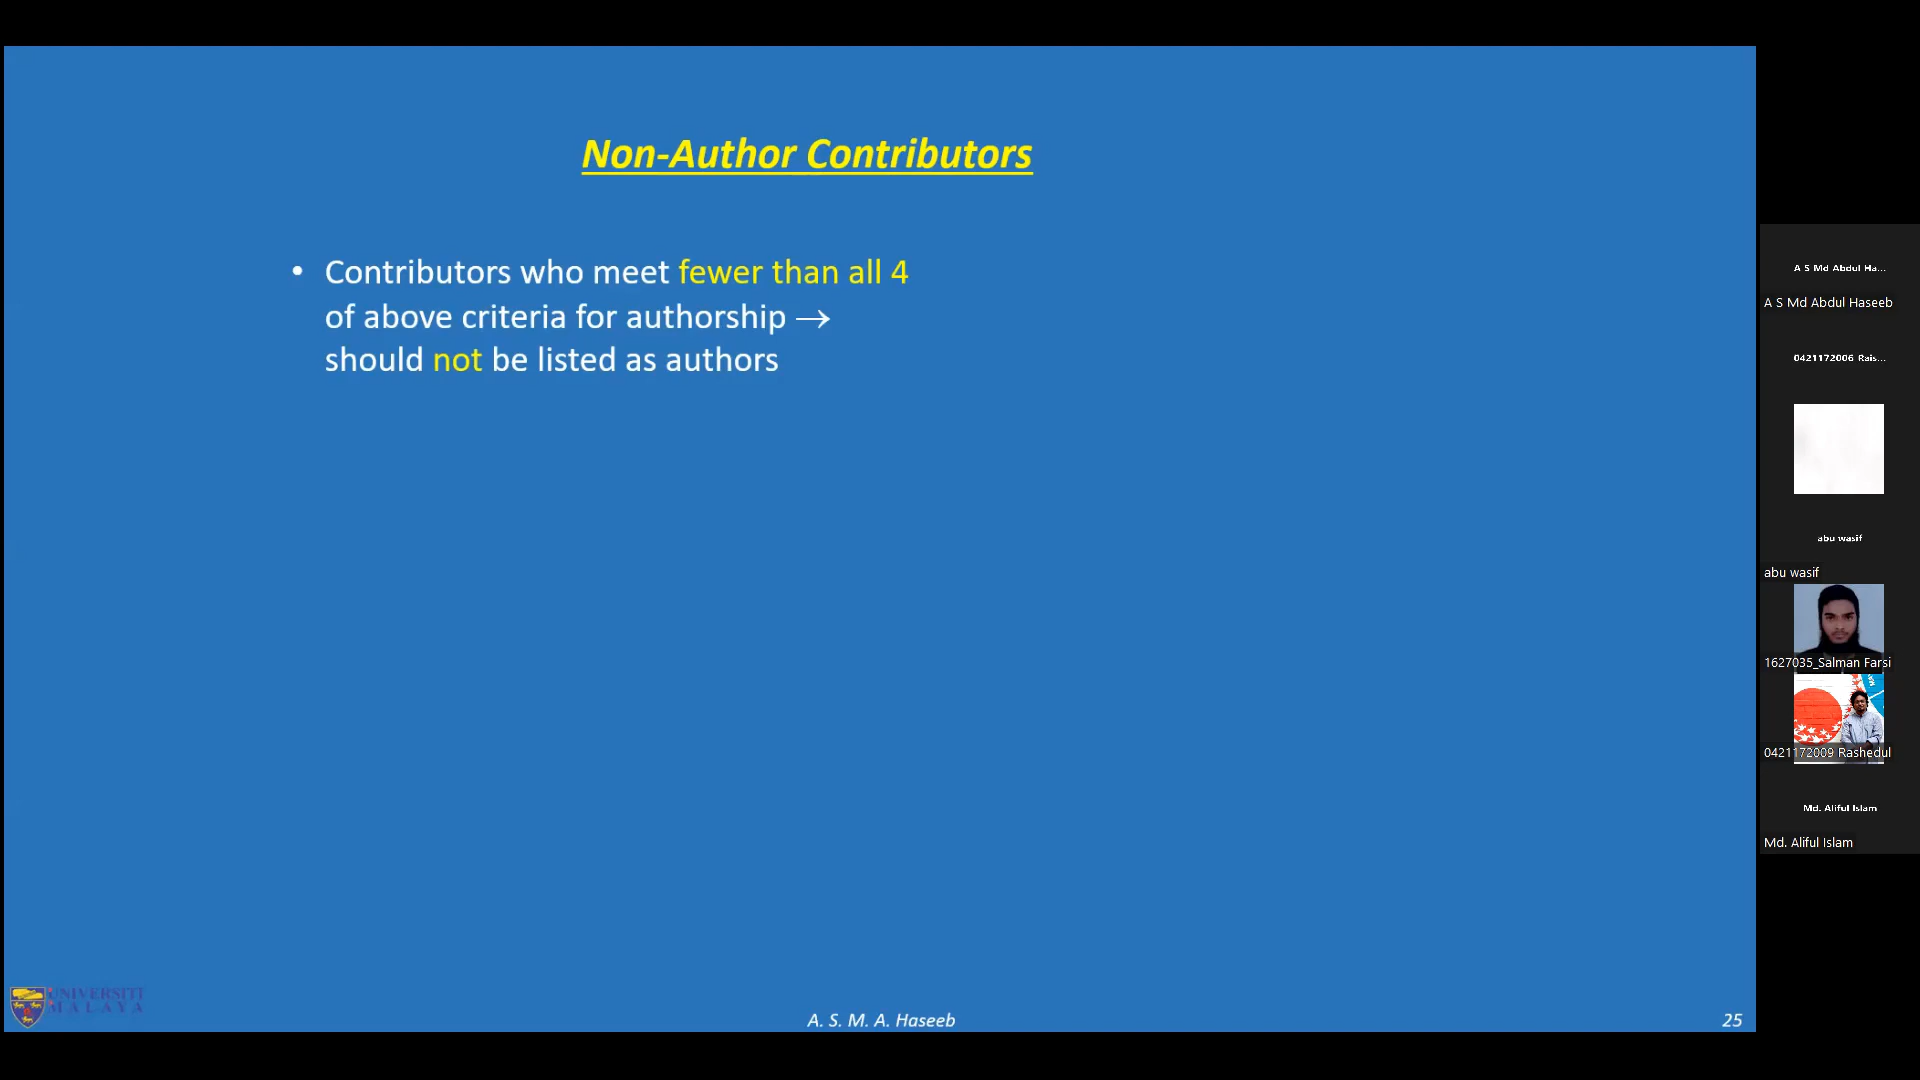 Non-Author Contributors
• Contributors who meet fewer than all 4
of above criteria for authorship →
should not be listed as authors
UNIVERSITI
MALAYA
A. S. M. A. Haseeb
25
A S Md Abdul Ha...
A S Md Abdul Haseeb
0421172006 Rais...
abu wasif
abu wasif
1627035_Salman Farsi
0421172009 Rashedul
Md. Aliful Islam
Md. Aliful Islam